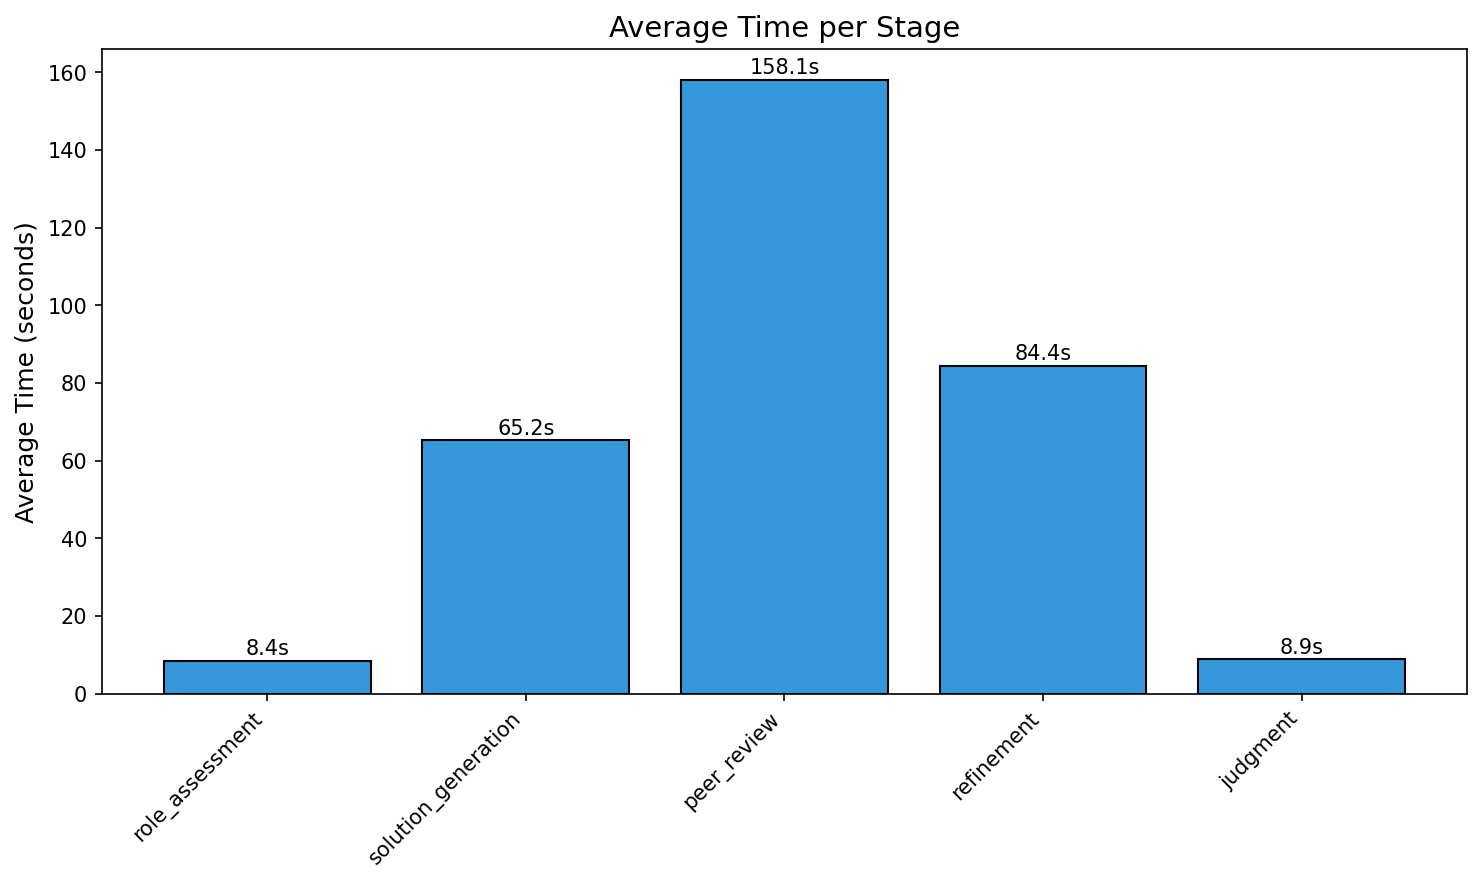 Average Time per Stage
Average Time (seconds)
160
140
120
100
80
60
40
20
0
8.4s
65.2s
158.1s
84.4s
8.9s
role_assessment
solution_generation
peer_review
refinement
judgment